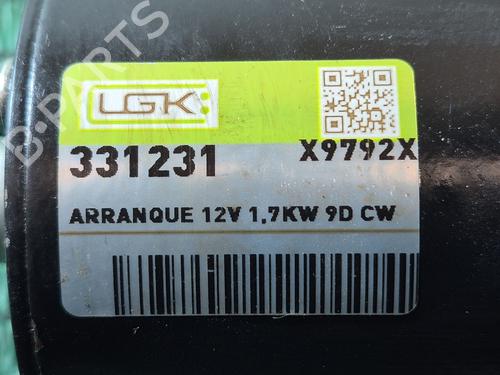 B-PARTS
LGK
331231 X9792X
ARRANQUE 12V 1,7KW 9D CW